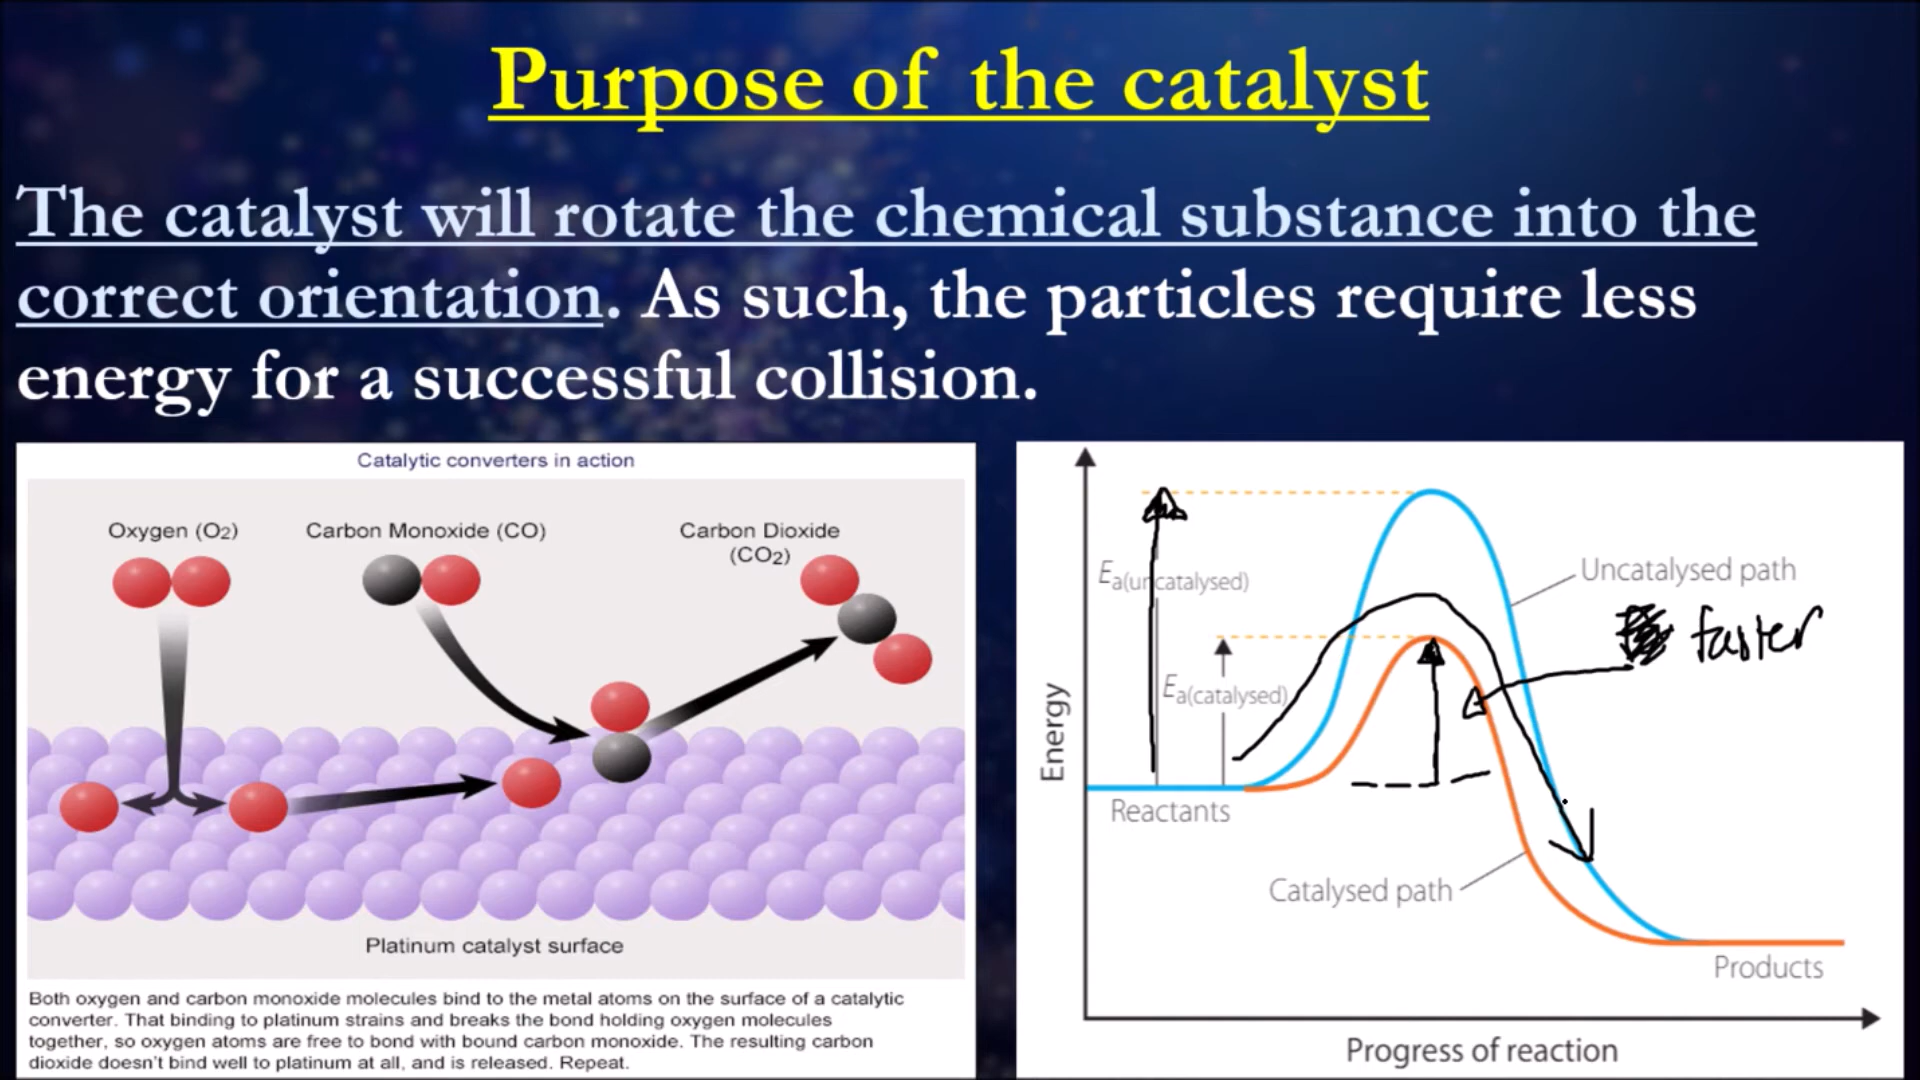 Purpose of the catalyst
The catalyst will rotate the chemical substance into the
correct orientation. As such, the particles require less
energy for a successful collision.
Catalytic converters in action
Oxygen (O2)
Carbon Monoxide (CO)
Carbon Dioxide
(CO2)
Platinum catalyst surface
Both oxygen and carbon monoxide molecules bind to the metal atoms on the surface of a catalytic
converter. That binding to platinum strains and breaks the bond holding oxygen molecules
together, so oxygen atoms are free to bond with bound carbon monoxide. The resulting carbon
dioxide doesn't bind well to platinum at all, and is released. Repeat.
Energy
Ea(uncatalysed)
Uncatalysed path
faster
Ea(catalysed)
Reactants
Catalysed path
Products
Progress of reaction